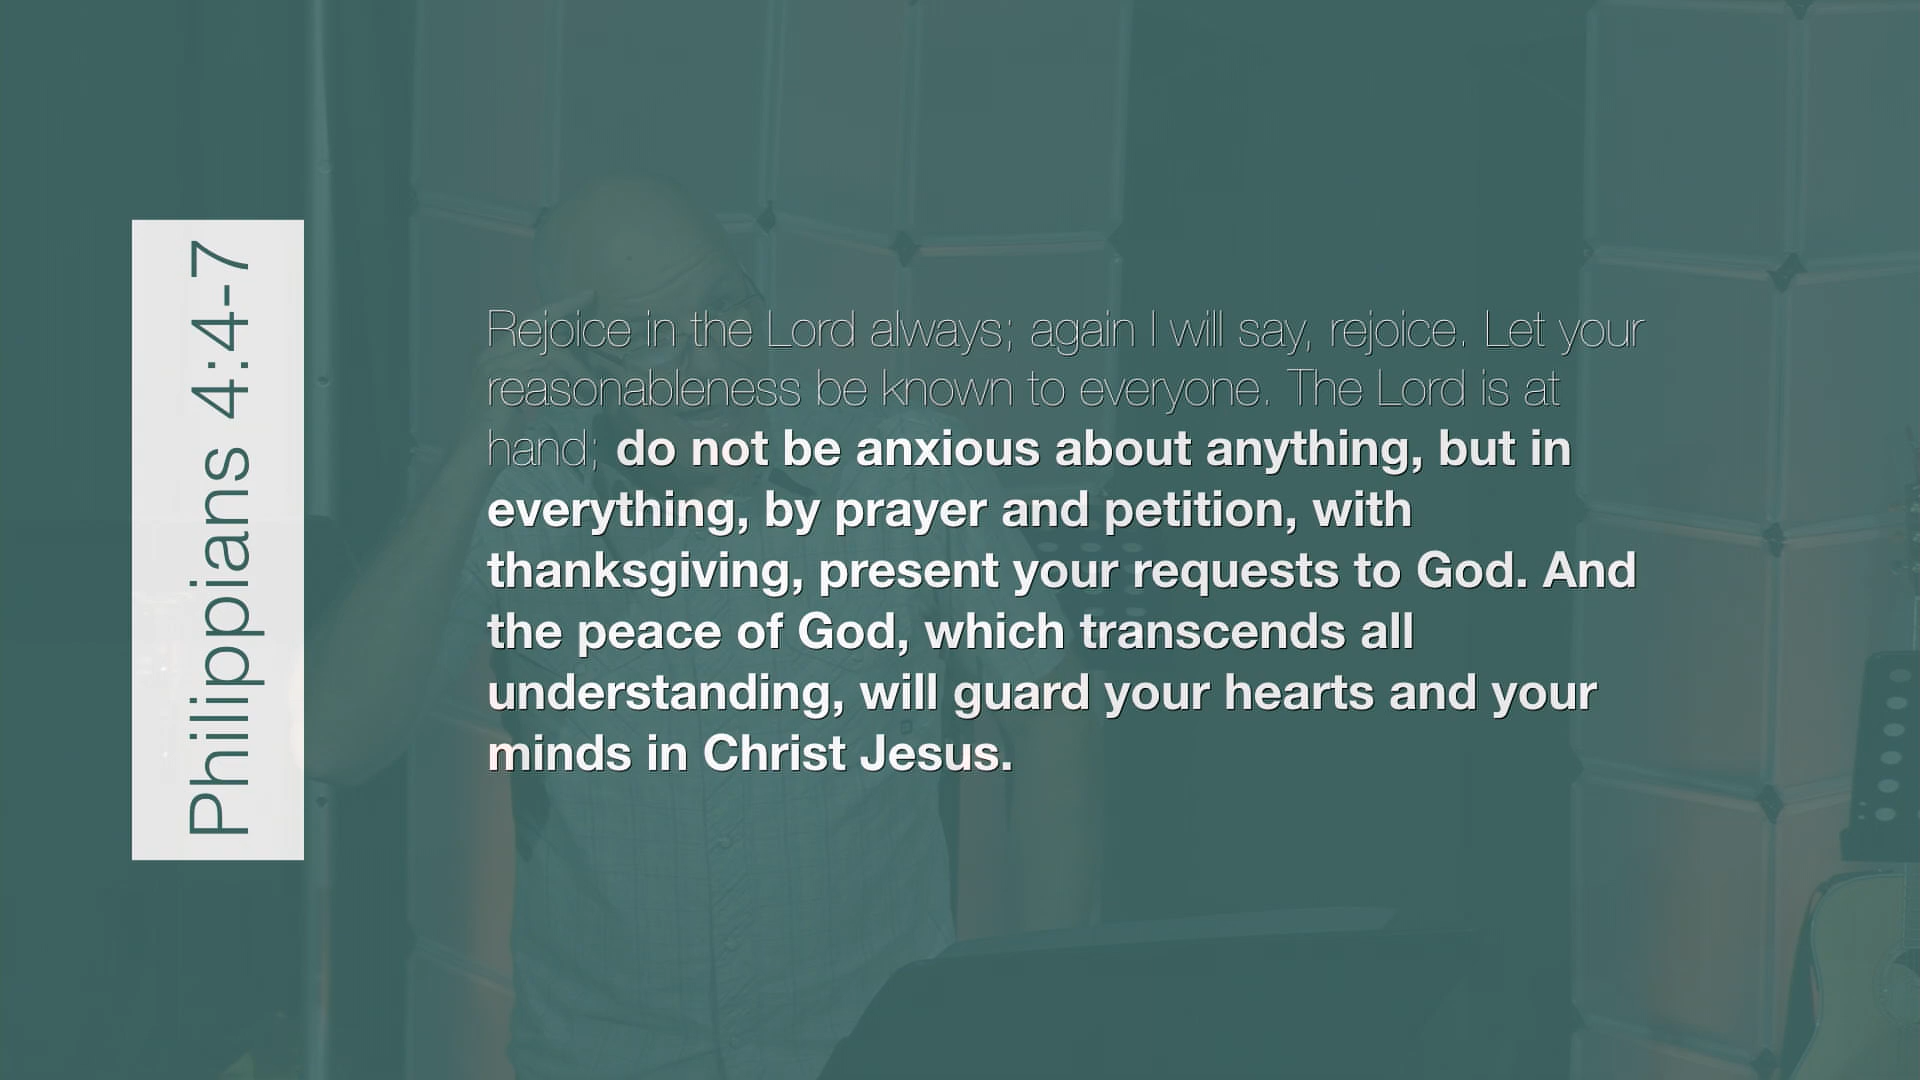 Philippians 4:4-7
Rejoice in the Lord always; again I will say, rejoice. Let your
reasonableness be known to everyone. The Lord is at
hand; do not be anxious about anything, but in
everything, by prayer and petition, with
thanksgiving, present your requests to God. And
the peace of God, which transcends all
understanding, will guard your hearts and your
minds in Christ Jesus.